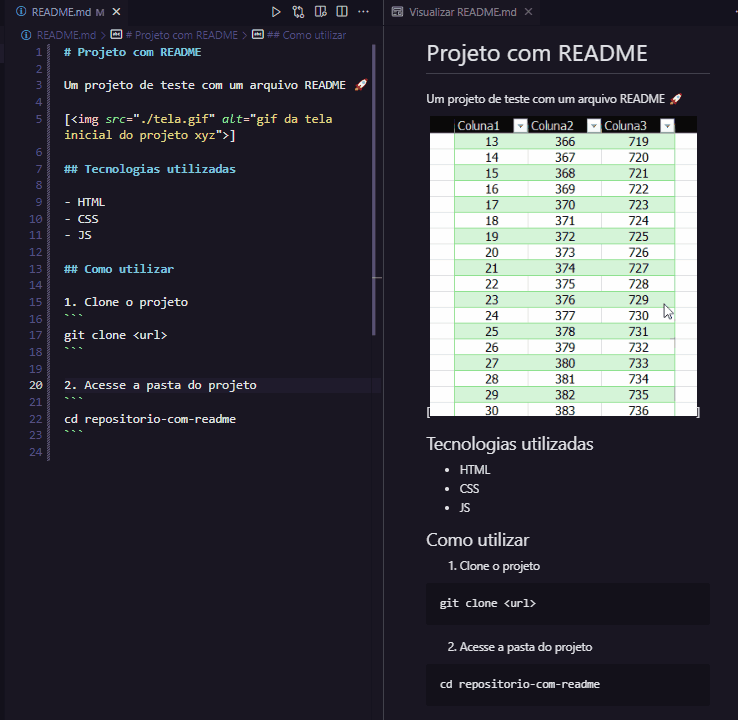 README.md M
README.md > # Projeto com README > ## Como utilizar
1 # Projeto com README
2
3 Um projeto de teste com um arquivo README 🚀
4
5 [<img src="./tela.gif" alt="gif da tela
inicial do projeto xyz">]
6
7 ## Tecnologias utilizadas
8
9 - HTML
10 - CSS
11 - JS
12
13 ## Como utilizar
14
15 1. Clone o projeto
16 ```
17 git clone <url>
18 ```
19
20 2. Acesse a pasta do projeto
21 ```
22 cd repositorio-com-readme
23 ```
24
Visualizar README.md
Projeto com README
Um projeto de teste com um arquivo README 🚀
Coluna1 Coluna2 Coluna3
13 366 719
14 367 720
15 368 721
16 369 722
17 370 723
18 371 724
19 372 725
20 373 726
21 374 727
22 375 728
23 376 729
24 377 730
25 378 731
26 379 732
27 380 733
28 381 734
29 382 735
30 383 736
[ ]
Tecnologias utilizadas
• HTML
• CSS
• JS
Como utilizar
1. Clone o projeto
git clone <url>
2. Acesse a pasta do projeto
cd repositorio-com-readme